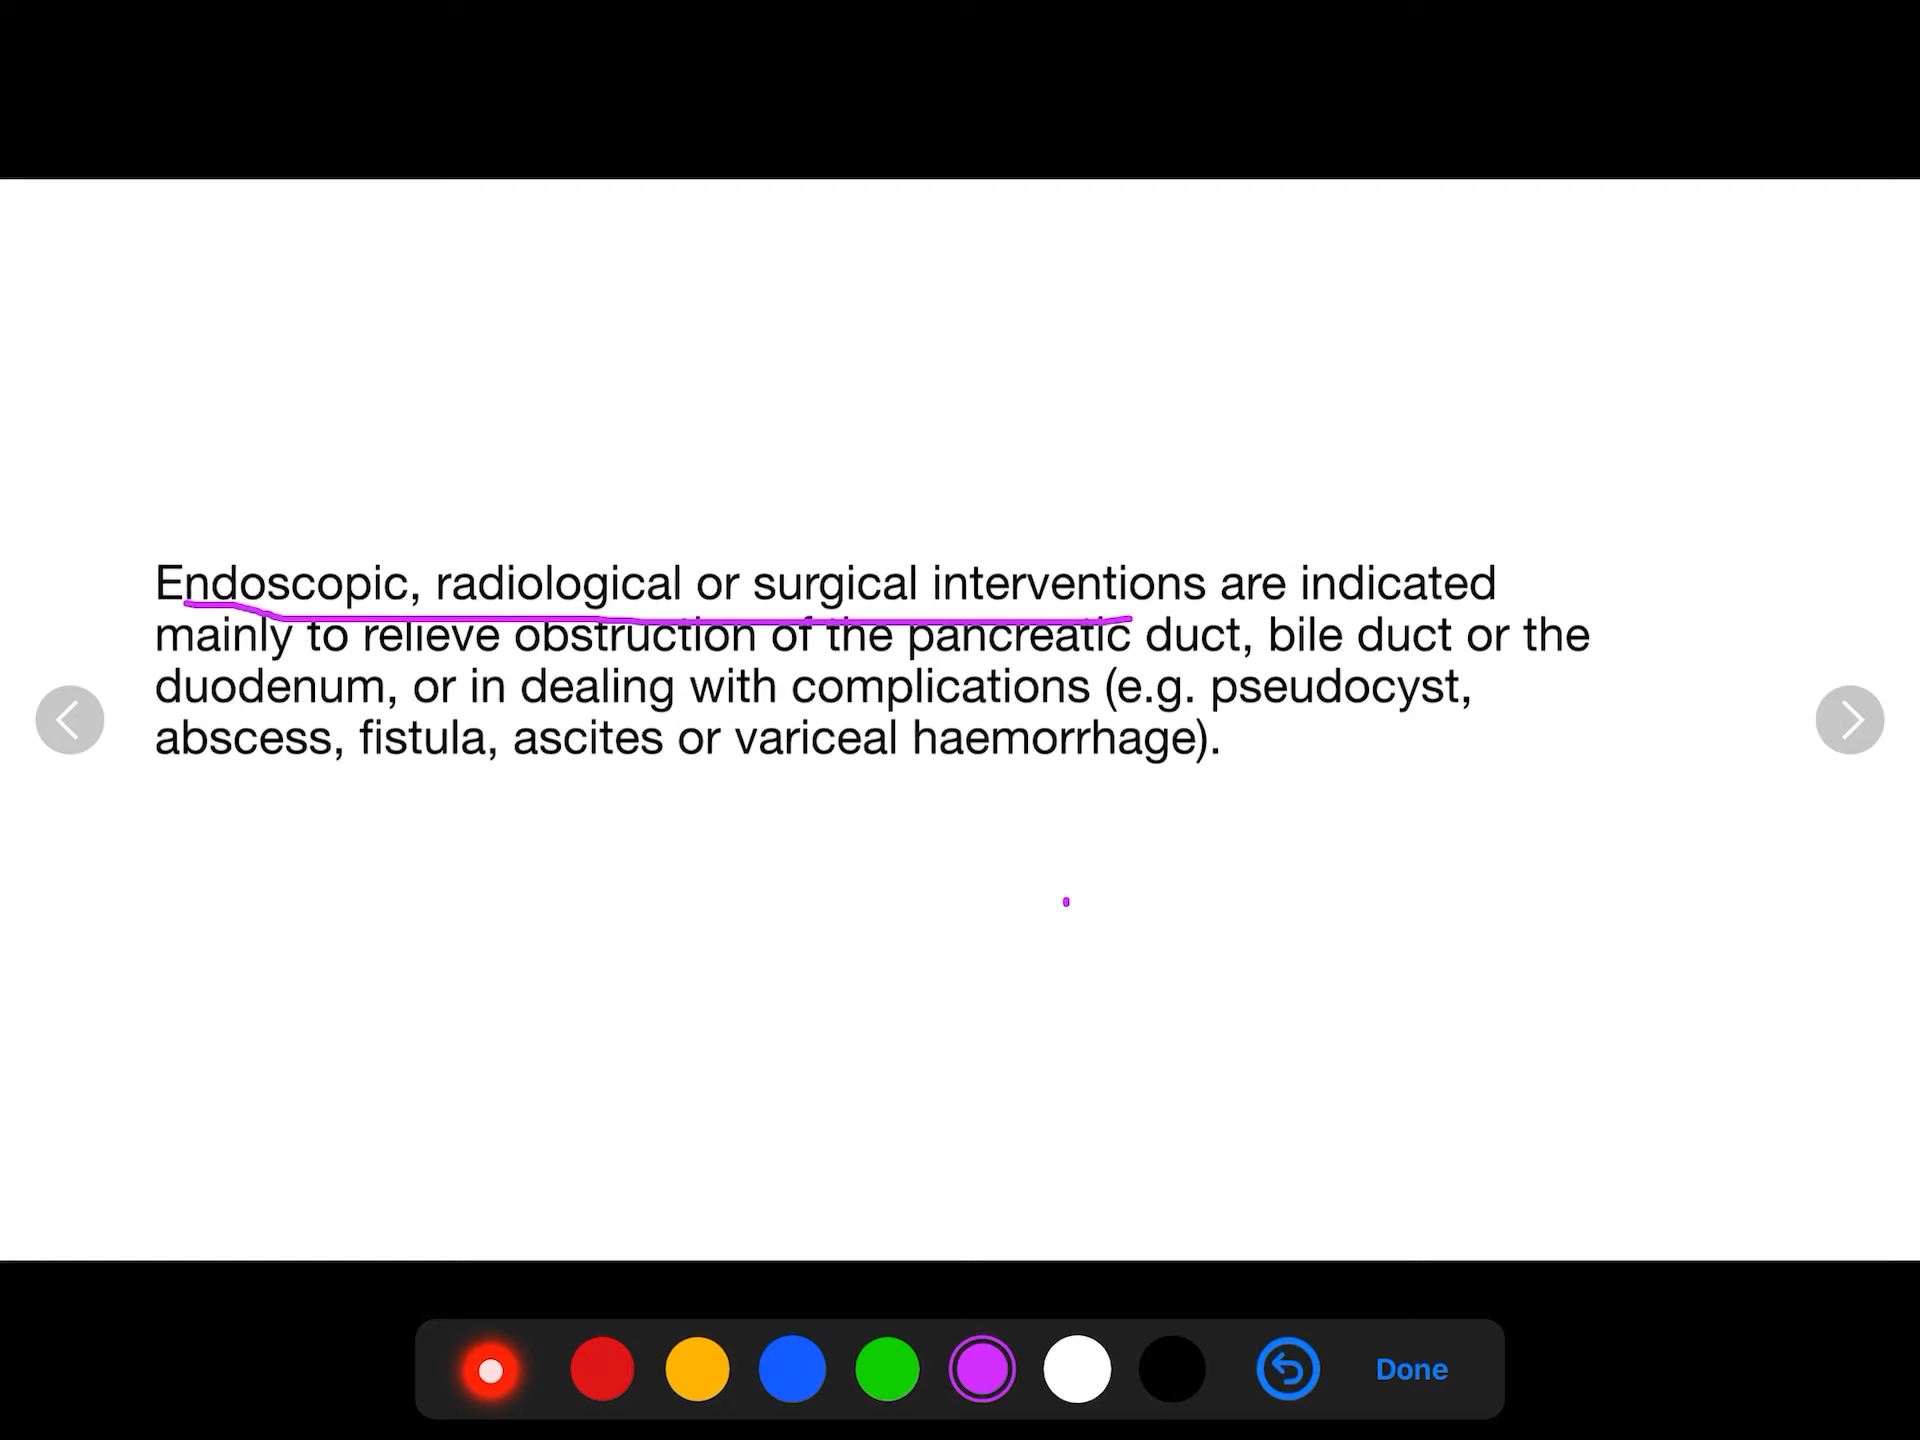 Endoscopic, radiological or surgical interventions are indicated
mainly to relieve obstruction of the pancreatic duct, bile duct or the
duodenum, or in dealing with complications (e.g. pseudocyst,
abscess, fistula, ascites or variceal haemorrhage).
Done